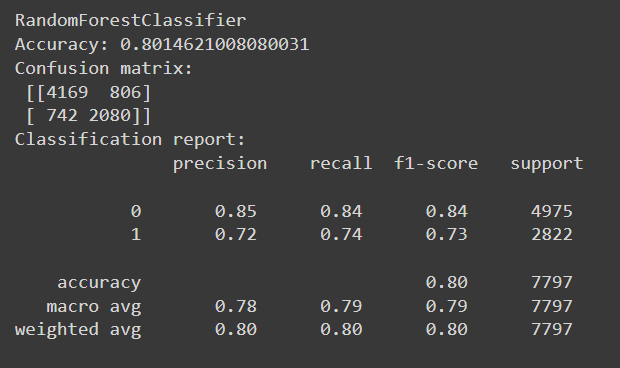 RandomForestClassifier
Accuracy: 0.8014621008080031
Confusion matrix:
[[4169 806]
[ 742 2080]]
Classification report:
precision recall f1-score support
0 0.85 0.84 0.84 4975
1 0.72 0.74 0.73 2822
accuracy 0.80 7797
macro avg 0.78 0.79 0.79 7797
weighted avg 0.80 0.80 0.80 7797